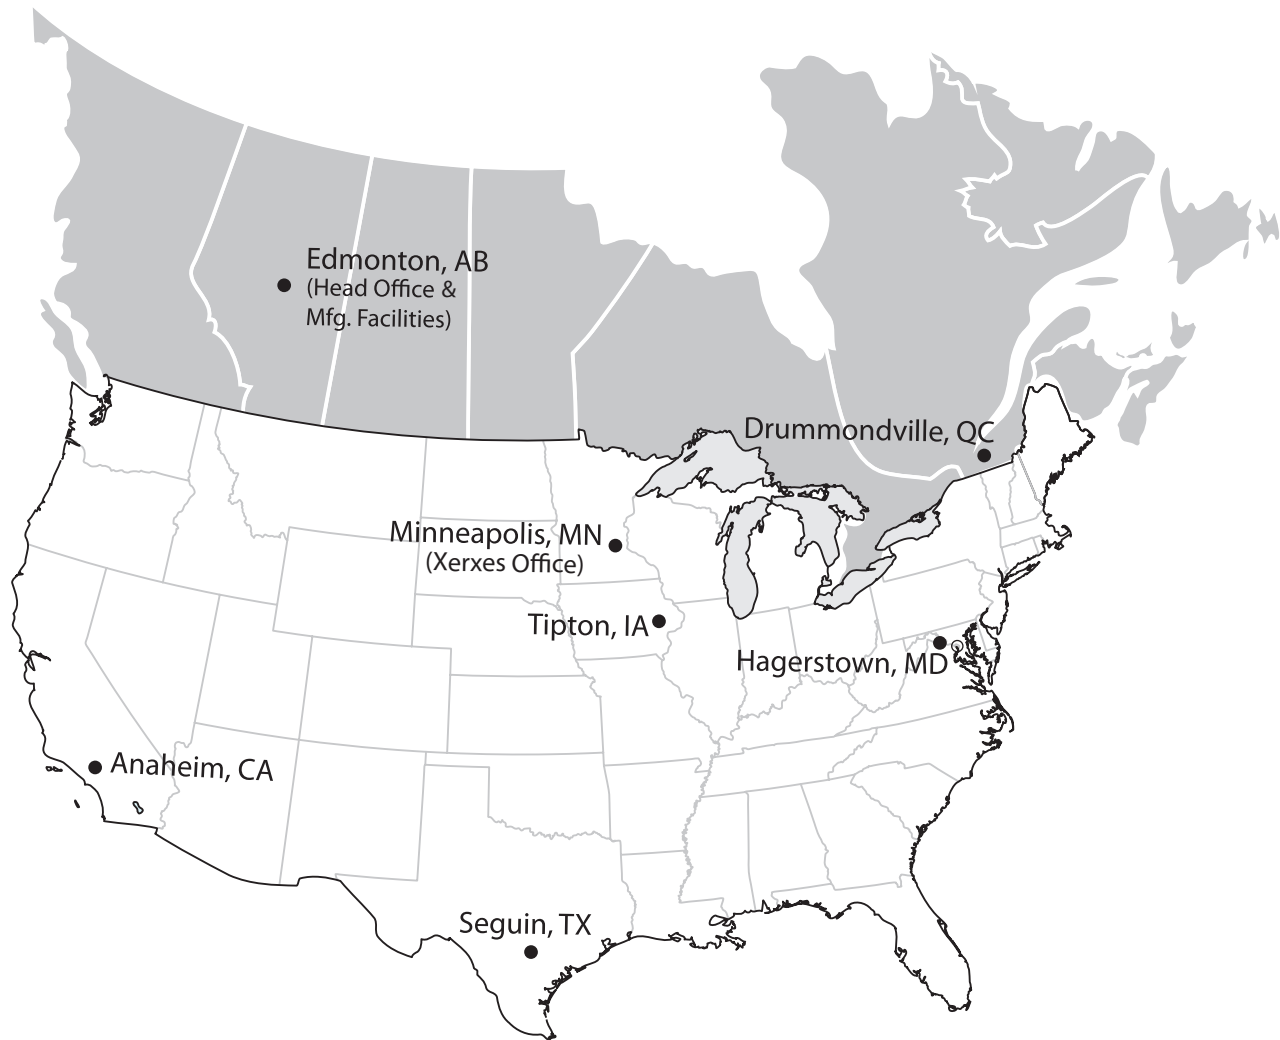 Edmonton, AB
(Head Office &
Mfg. Facilities)
Drummondville, QC
Minneapolis, MN
(Xerxes Office)
Tipton, IA
Hagerstown, MD
Anaheim, CA
Seguin, TX